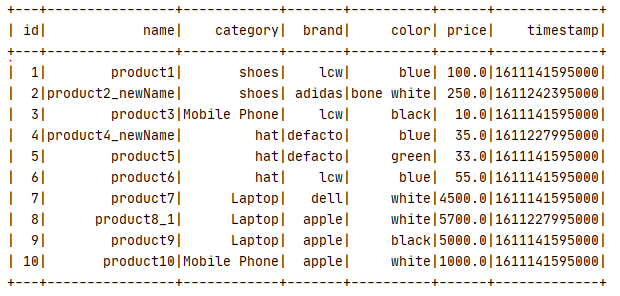 +---+----------------+------------+-------+----------+------+-------------+
| id|            name|    category|  brand|     color| price|    timestamp|
+---+----------------+------------+-------+----------+------+-------------+
|  1|        product1|       shoes|    lcw|      blue| 100.0|1611141595000|
|  2|product2_newName|       shoes| adidas|bone white| 250.0|1611242395000|
|  3|        product3|Mobile Phone|    lcw|     black|  10.0|1611141595000|
|  4|product4_newName|         hat|defacto|      blue|  35.0|1611227995000|
|  5|        product5|         hat|defacto|     green|  33.0|1611141595000|
|  6|        product6|         hat|    lcw|      blue|  55.0|1611141595000|
|  7|        product7|      Laptop|   dell|     white|4500.0|1611141595000|
|  8|      product8_1|      Laptop|  apple|     white|5700.0|1611227995000|
|  9|        product9|      Laptop|  apple|     black|5000.0|1611141595000|
| 10|       product10|Mobile Phone|  apple|     white|1000.0|1611141595000|
+---+----------------+------------+-------+----------+------+-------------+